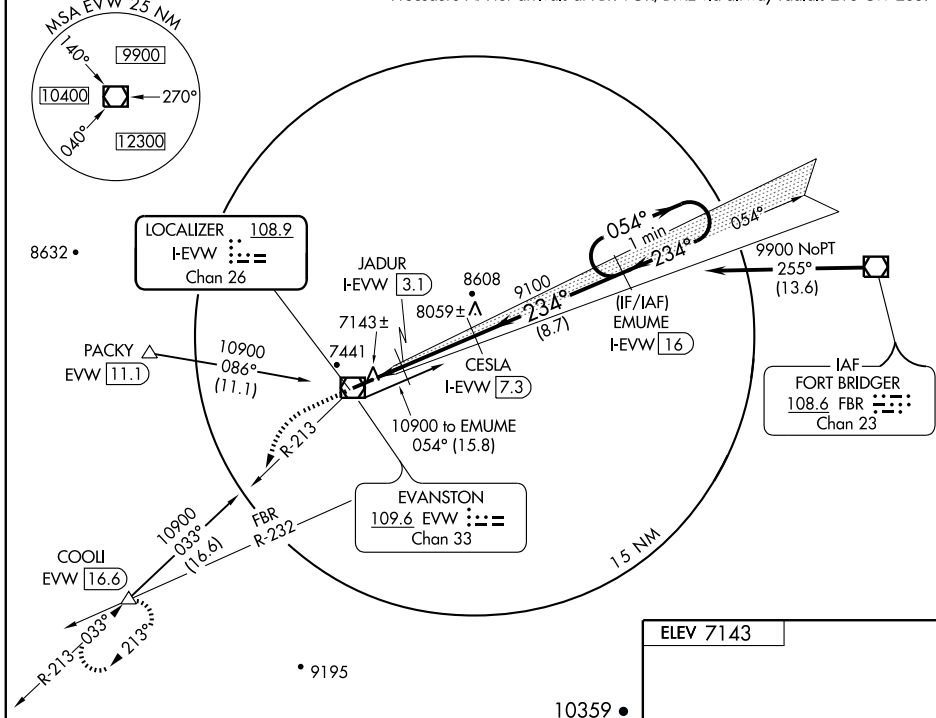 MSA EVW 25 NM
140°
9900
10400
270°
040°
12300
LOCALIZER 108.9
I-EVW
Chan 26
8632
JADUR
I-EVW 3.1
8608
8059±
7143±
7441
9100
234°
(8.7)
054°
1 min
234°
054°
9900 NoPT
255°
(13.6)
(IF/IAF)
EMUME
I-EVW 16
CESLA
I-EVW 7.3
PACKY
EVW 11.1
10900
086°
(11.1)
10900 to EMUME
054° (15.8)
IAF
FORT BRIDGER
108.6 FBR
Chan 23
R-213
EVANSTON
109.6 EVW
Chan 33
FBR
R-232
10900
033°
(16.6)
COOLI
EVW 16.6
15 NM
R-213
033°
213°
9195
ELEV 7143
10359